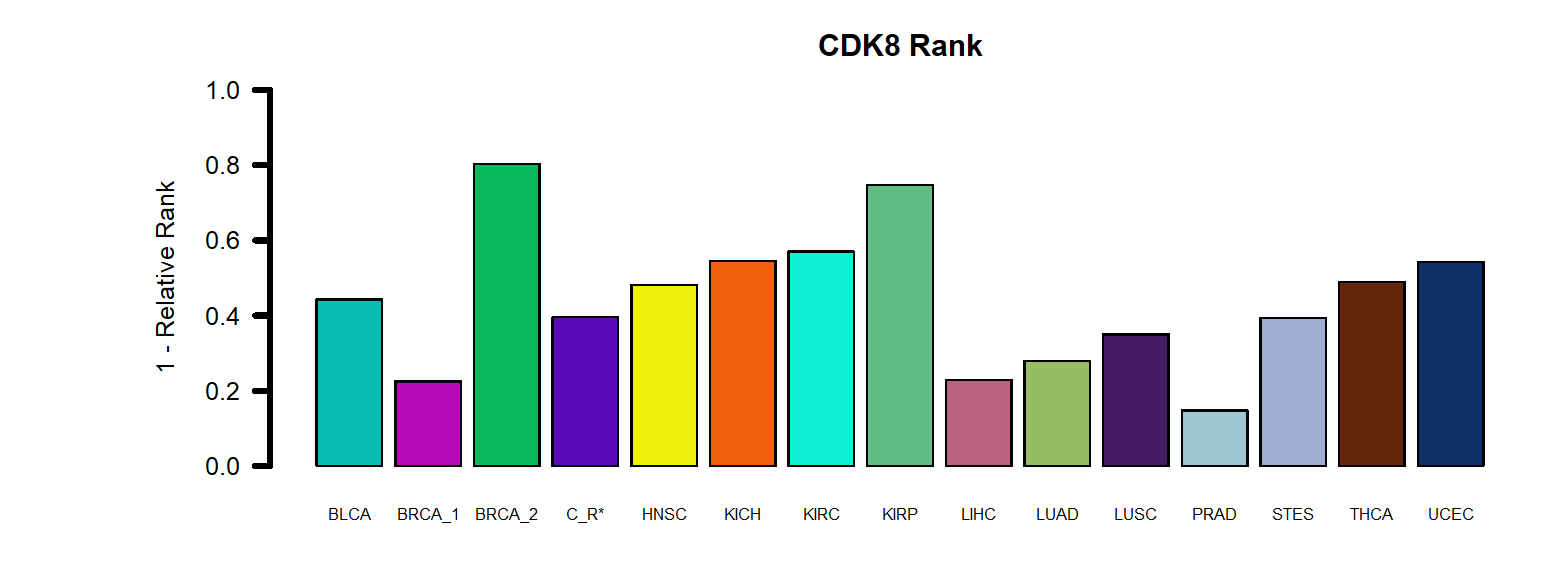 CDK8 Rank
1 - Relative Rank
1.0
0.8
0.6
0.4
0.2
0.0
BLCA BRCA_1 BRCA_2 C_R* HNSC KICH KIRC KIRP LIHC LUAD LUSC PRAD STES THCA UCEC